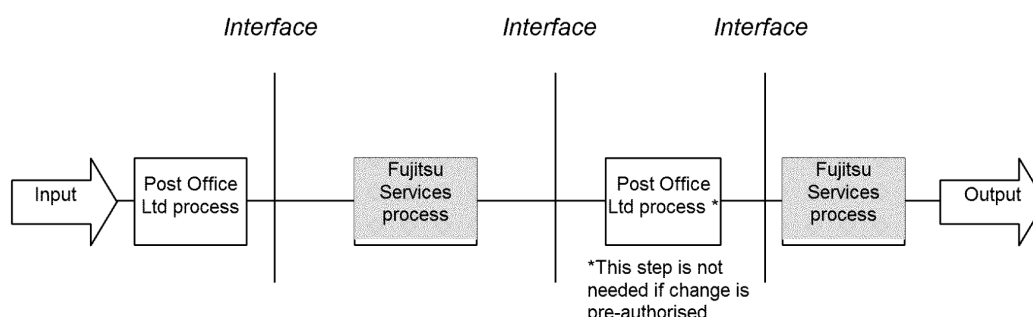 Interface
Interface
Interface
Input
Post Office
Ltd process
Fujitsu
Services
process
Post Office
Ltd process *
Fujitsu
Services
process
Output
*This step is not
needed if change is
pre-authorised